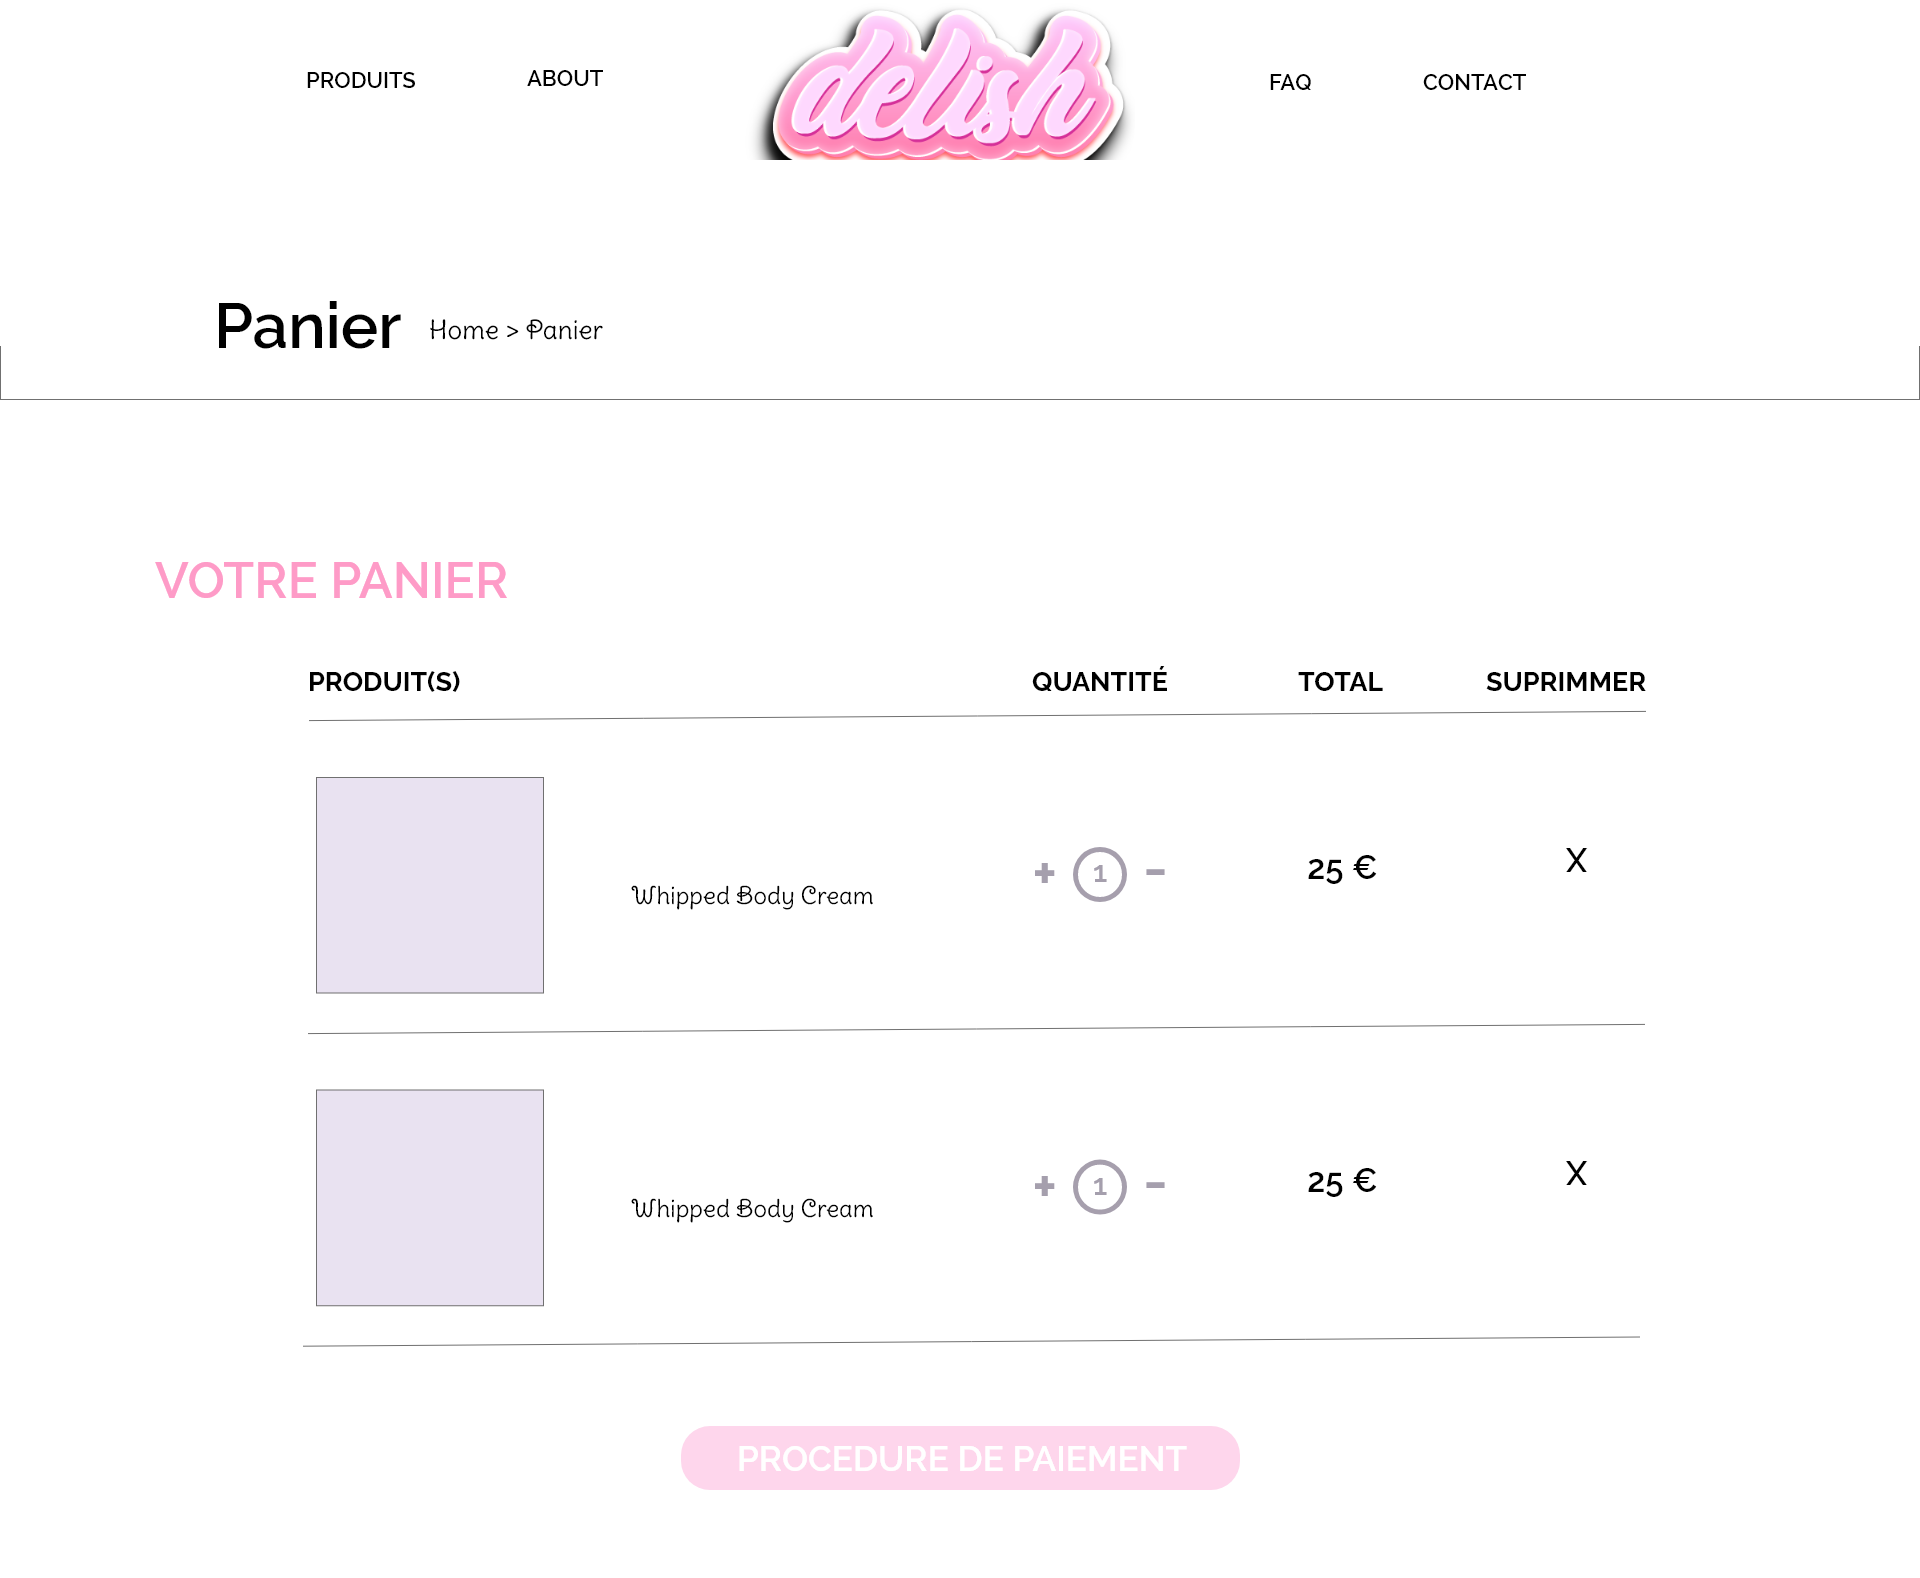 PRODUITS ABOUT delish FAQ CONTACT
Panier Home > Panier
VOTRE PANIER
PRODUIT(S) QUANTITÉ TOTAL SUPRIMMER
Whipped Body Cream + 1 - 25 € X
Whipped Body Cream + 1 - 25 € X
PROCEDURE DE PAIEMENT